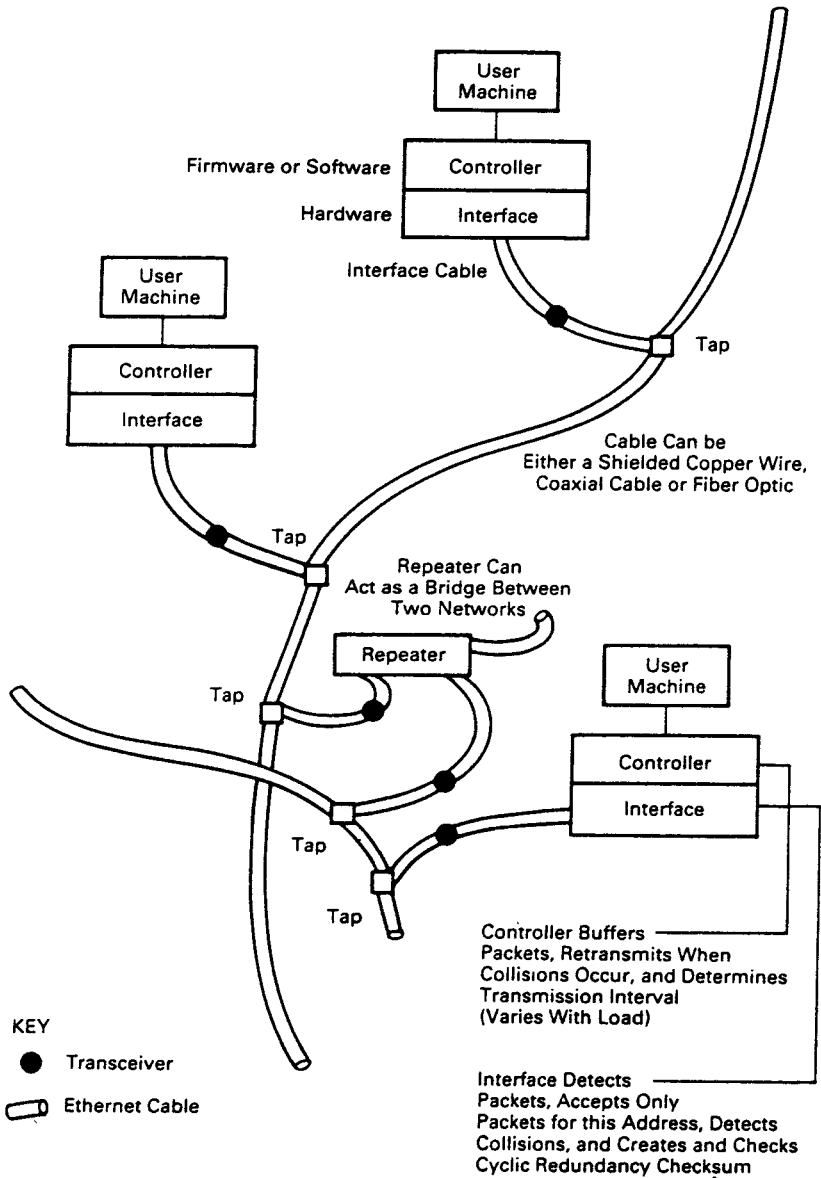 User
Machine
Firmware or Software
Controller
Hardware
Interface
Interface Cable
Tap
User
Machine
Controller
Interface
Cable Can be
Either a Shielded Copper Wire,
Coaxial Cable or Fiber Optic
Tap
Repeater Can
Act as a Bridge Between
Two Networks
Repeater
Tap
User
Machine
Controller
Interface
Tap
Tap
Controller Buffers
Packets, Retransmits When
Collisions Occur, and Determines
Transmission Interval
(Varies With Load)
KEY
Transceiver
Ethernet Cable
Interface Detects
Packets, Accepts Only
Packets for this Address, Detects
Collisions, and Creates and Checks
Cyclic Redundancy Checksum